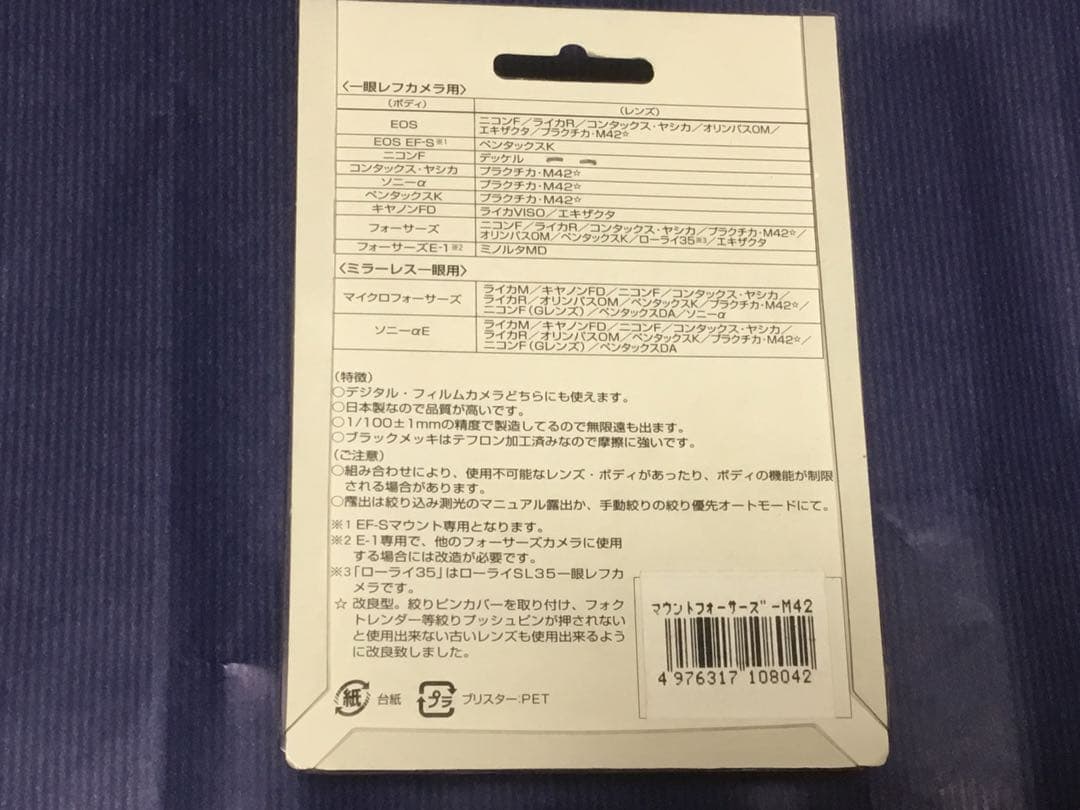 〈一眼レフカメラ用〉
（ボディ） （レンズ）
EOS ニコンF／ライカR／コンタックス・ヤシカ／オリンパスOM／
エキザクタ／プラクチカ・M42☆
EOS EF-S※1 ペンタックスK
ニコンF デッケル
コンタックス・ヤシカ プラクチカ・M42☆
ソニーα プラクチカ・M42☆
ペンタックスK プラクチカ・M42☆
キヤノンFD ライカVISO／エキザクタ
フォーサーズ ニコンF／ライカR／コンタックス・ヤシカ／プラクチカ・M42☆／
オリンパスOM／ペンタックスK／ローライ35※3／エキザクタ
フォーサーズE-1※2 ミノルタMD
〈ミラーレス一眼用〉
マイクロフォーサーズ ライカM／キヤノンFD／ニコンF／コンタックス・ヤシカ／
ライカR／オリンパスOM／ペンタックスK／プラクチカ・M42☆／
ニコンF（Gレンズ）／ペンタックスDA／ソニーα
ソニーαE ライカM／キヤノンFD／ニコンF／コンタックス・ヤシカ／
ライカR／オリンパスOM／ペンタックスK／プラクチカ・M42☆／
ニコンF（Gレンズ）／ペンタックスDA
（特徴）
○デジタル・フィルムカメラどちらにも使えます。
○日本製なので品質が高いです。
○1/100±1mmの精度で製造してるので無限遠も出ます。
○ブラックメッキはテフロン加工済みなので摩擦に強いです。
（ご注意）
○組み合わせにより、使用不可能なレンズ・ボディがあったり、ボディの機能が制限
される場合があります。
○露出は絞り込み測光のマニュアル露出か、手動絞りの絞り優先オートモードにて。
※1 EF-Sマウント専用となります。
※2 E-1専用で、他のフォーサーズカメラに使用
する場合には改造が必要です。
※3「ローライ35」はローライSL35一眼レフカ
メラです。
☆ 改良型。絞りピンカバーを取り付け、フォク
トレンダー等絞りプッシュピンが押されない
と使用出来ない古いレンズも使用出来るよう
に改良致しました。
マウントフォーサーズ-M42
4 976317 108042
紙 台紙 プラ ブリスター:PET